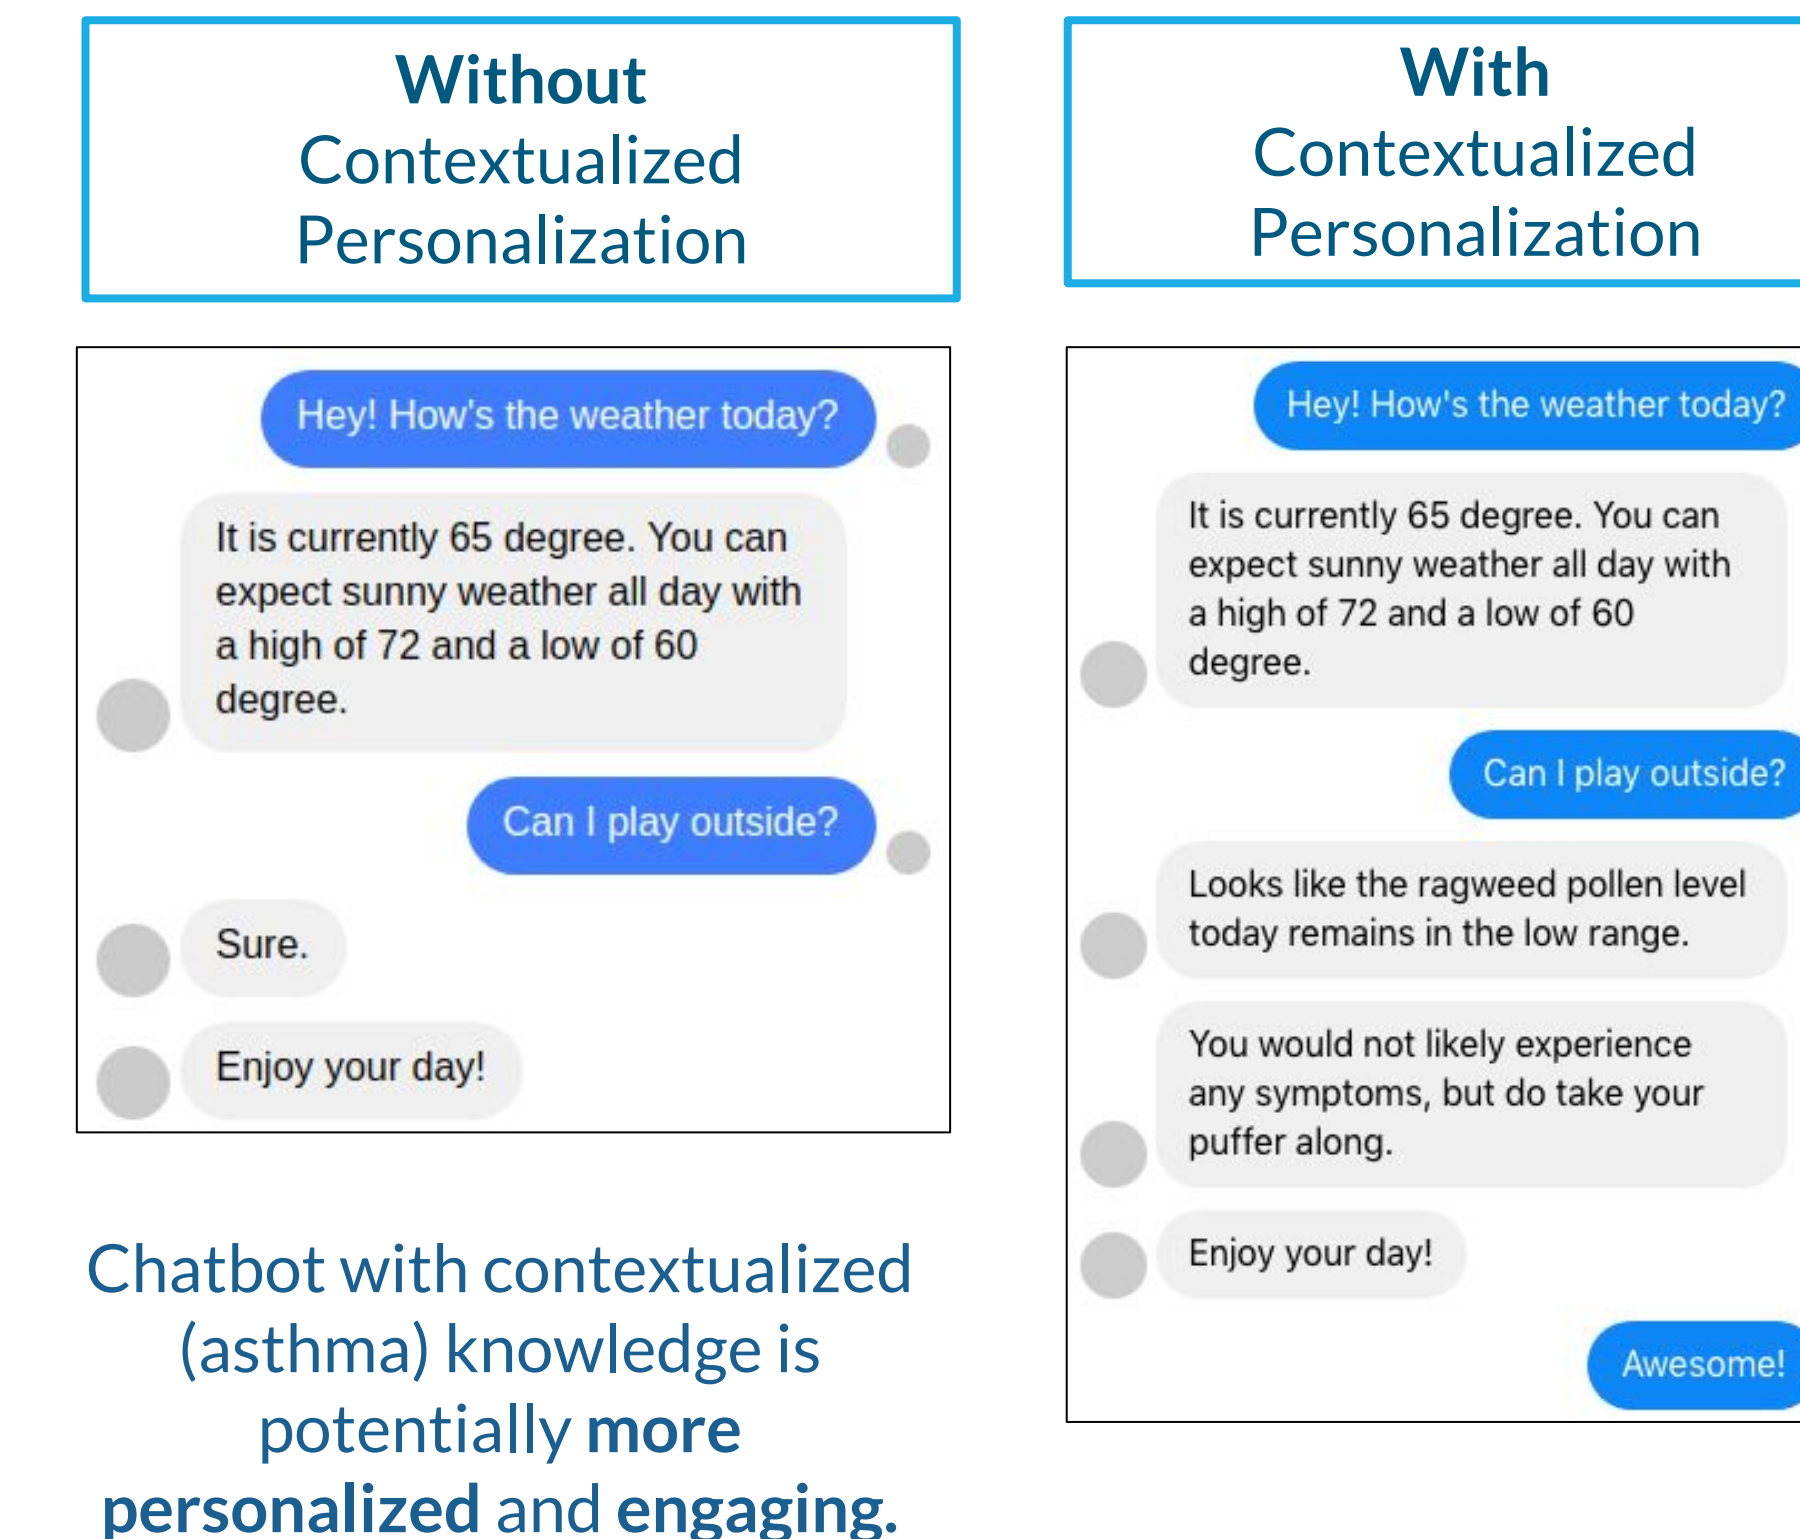 Without
Contextualized
Personalization
Hey! How's the weather today?
It is currently 65 degree. You can
expect sunny weather all day with
a high of 72 and a low of 60
degree.
Can I play outside?
Sure.
Enjoy your day!
Chatbot with contextualized
(asthma) knowledge is
potentially more
personalized and engaging.
With
Contextualized
Personalization
Hey! How's the weather today?
It is currently 65 degree. You can
expect sunny weather all day with
a high of 72 and a low of 60
degree.
Can I play outside?
Looks like the ragweed pollen level
today remains in the low range.
You would not likely experience
any symptoms, but do take your
puffer along.
Enjoy your day!
Awesome!